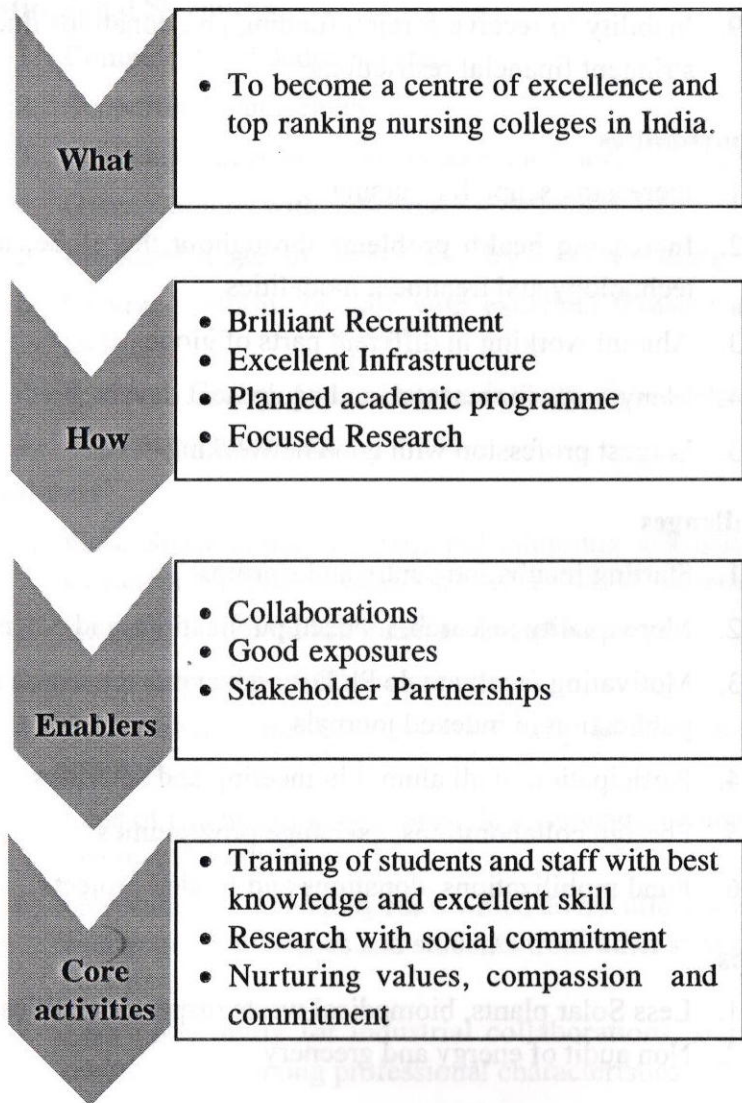 What
• To become a centre of excellence and
top ranking nursing colleges in India.
How
• Brilliant Recruitment
• Excellent Infrastructure
• Planned academic programme
• Focused Research
Enablers
• Collaborations
• Good exposures
• Stakeholder Partnerships
Core
activities
• Training of students and staff with best
knowledge and excellent skill
• Research with social commitment
• Nurturing values, compassion and
commitment